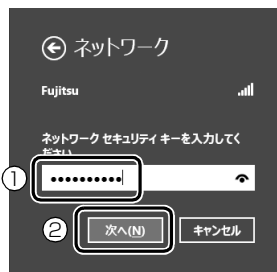 ネットワーク
Fujitsu
ネットワーク セキュリティ キーを入力してく
ださい
①
••••••••••
②
次へ(N)
キャンセル